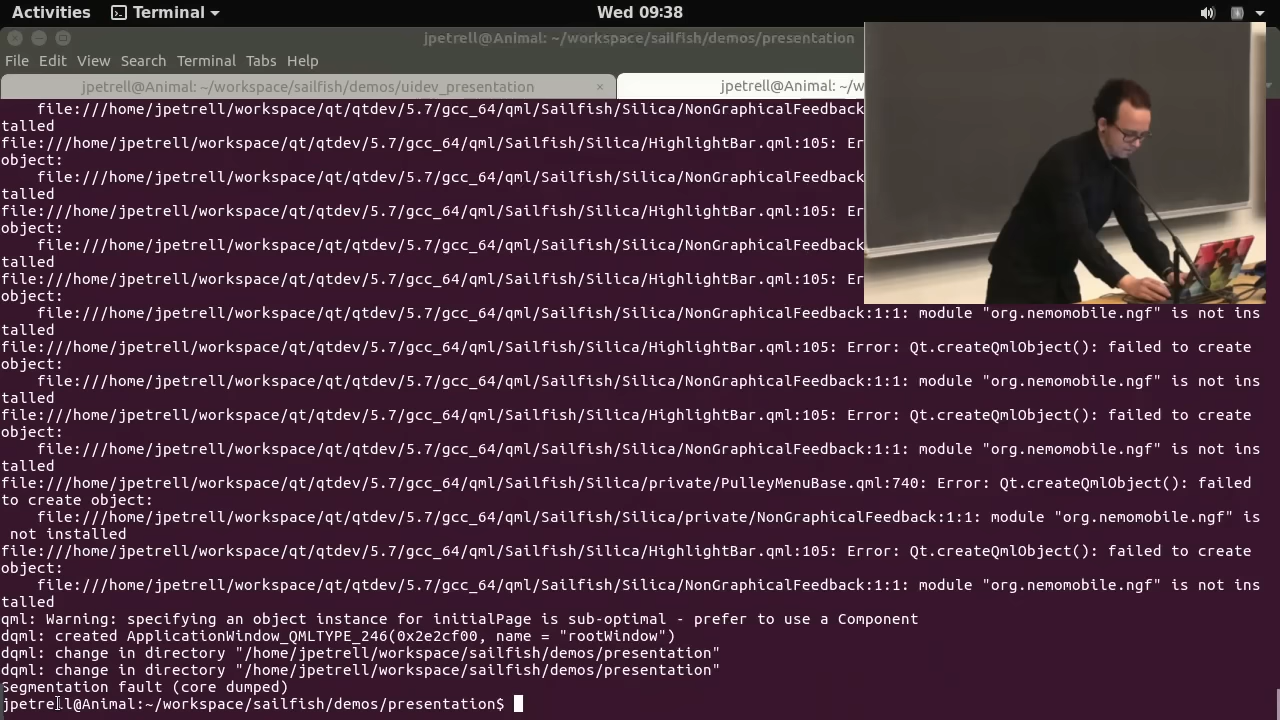 Activities Terminal Wed 09:38
jpetrell@Animal: ~/workspace/sailfish/demos/presentation
File Edit View Search Terminal Tabs Help
jpetrell@Animal: ~/workspace/sailfish/demos/uidev_presentation × jpetrell@Animal: ~/w
file:///home/jpetrell/workspace/qt/qtdev/5.7/gcc_64/qml/Sailfish/Silica/NonGraphicalFeedback
talled
file:///home/jpetrell/workspace/qt/qtdev/5.7/gcc_64/qml/Sailfish/Silica/HighlightBar.qml:105: Er
object:
file:///home/jpetrell/workspace/qt/qtdev/5.7/gcc_64/qml/Sailfish/Silica/NonGraphicalFeedback
talled
file:///home/jpetrell/workspace/qt/qtdev/5.7/gcc_64/qml/Sailfish/Silica/HighlightBar.qml:105: Er
object:
file:///home/jpetrell/workspace/qt/qtdev/5.7/gcc_64/qml/Sailfish/Silica/NonGraphicalFeedback
talled
file:///home/jpetrell/workspace/qt/qtdev/5.7/gcc_64/qml/Sailfish/Silica/HighlightBar.qml:105: Er
object:
file:///home/jpetrell/workspace/qt/qtdev/5.7/gcc_64/qml/Sailfish/Silica/NonGraphicalFeedback:1:1: module "org.nemomobile.ngf" is not ins
talled
file:///home/jpetrell/workspace/qt/qtdev/5.7/gcc_64/qml/Sailfish/Silica/HighlightBar.qml:105: Error: Qt.createQmlObject(): failed to create
object:
file:///home/jpetrell/workspace/qt/qtdev/5.7/gcc_64/qml/Sailfish/Silica/NonGraphicalFeedback:1:1: module "org.nemomobile.ngf" is not ins
talled
file:///home/jpetrell/workspace/qt/qtdev/5.7/gcc_64/qml/Sailfish/Silica/HighlightBar.qml:105: Error: Qt.createQmlObject(): failed to create
object:
file:///home/jpetrell/workspace/qt/qtdev/5.7/gcc_64/qml/Sailfish/Silica/NonGraphicalFeedback:1:1: module "org.nemomobile.ngf" is not ins
talled
file:///home/jpetrell/workspace/qt/qtdev/5.7/gcc_64/qml/Sailfish/Silica/private/PulleyMenuBase.qml:740: Error: Qt.createQmlObject(): failed
to create object:
file:///home/jpetrell/workspace/qt/qtdev/5.7/gcc_64/qml/Sailfish/Silica/private/NonGraphicalFeedback:1:1: module "org.nemomobile.ngf" is
not installed
file:///home/jpetrell/workspace/qt/qtdev/5.7/gcc_64/qml/Sailfish/Silica/HighlightBar.qml:105: Error: Qt.createQmlObject(): failed to create
object:
file:///home/jpetrell/workspace/qt/qtdev/5.7/gcc_64/qml/Sailfish/Silica/NonGraphicalFeedback:1:1: module "org.nemomobile.ngf" is not ins
talled
qml: Warning: specifying an object instance for initialPage is sub-optimal - prefer to use a Component
dqml: created ApplicationWindow_QMLTYPE_246(0x2e2cf00, name = "rootWindow")
dqml: change in directory "/home/jpetrell/workspace/sailfish/demos/presentation"
dqml: change in directory "/home/jpetrell/workspace/sailfish/demos/presentation"
Segmentation fault (core dumped)
jpetrell@Animal:~/workspace/sailfish/demos/presentation$